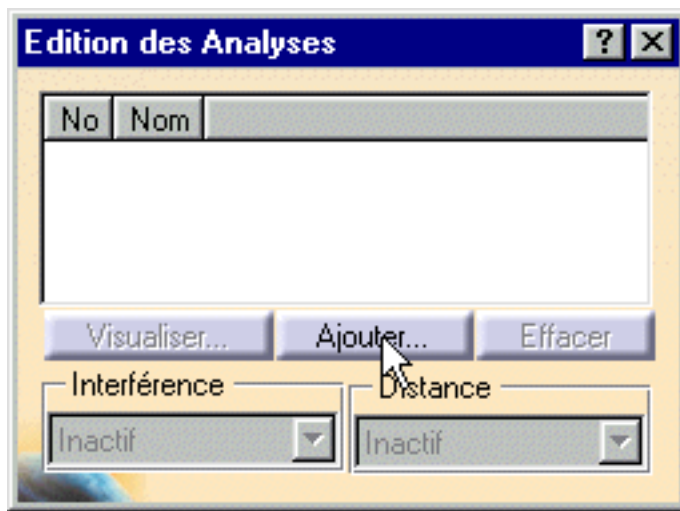 Edition des Analyses
No Nom
Visualiser... Ajouter... Effacer
Interférence Distance
Inactif Inactif